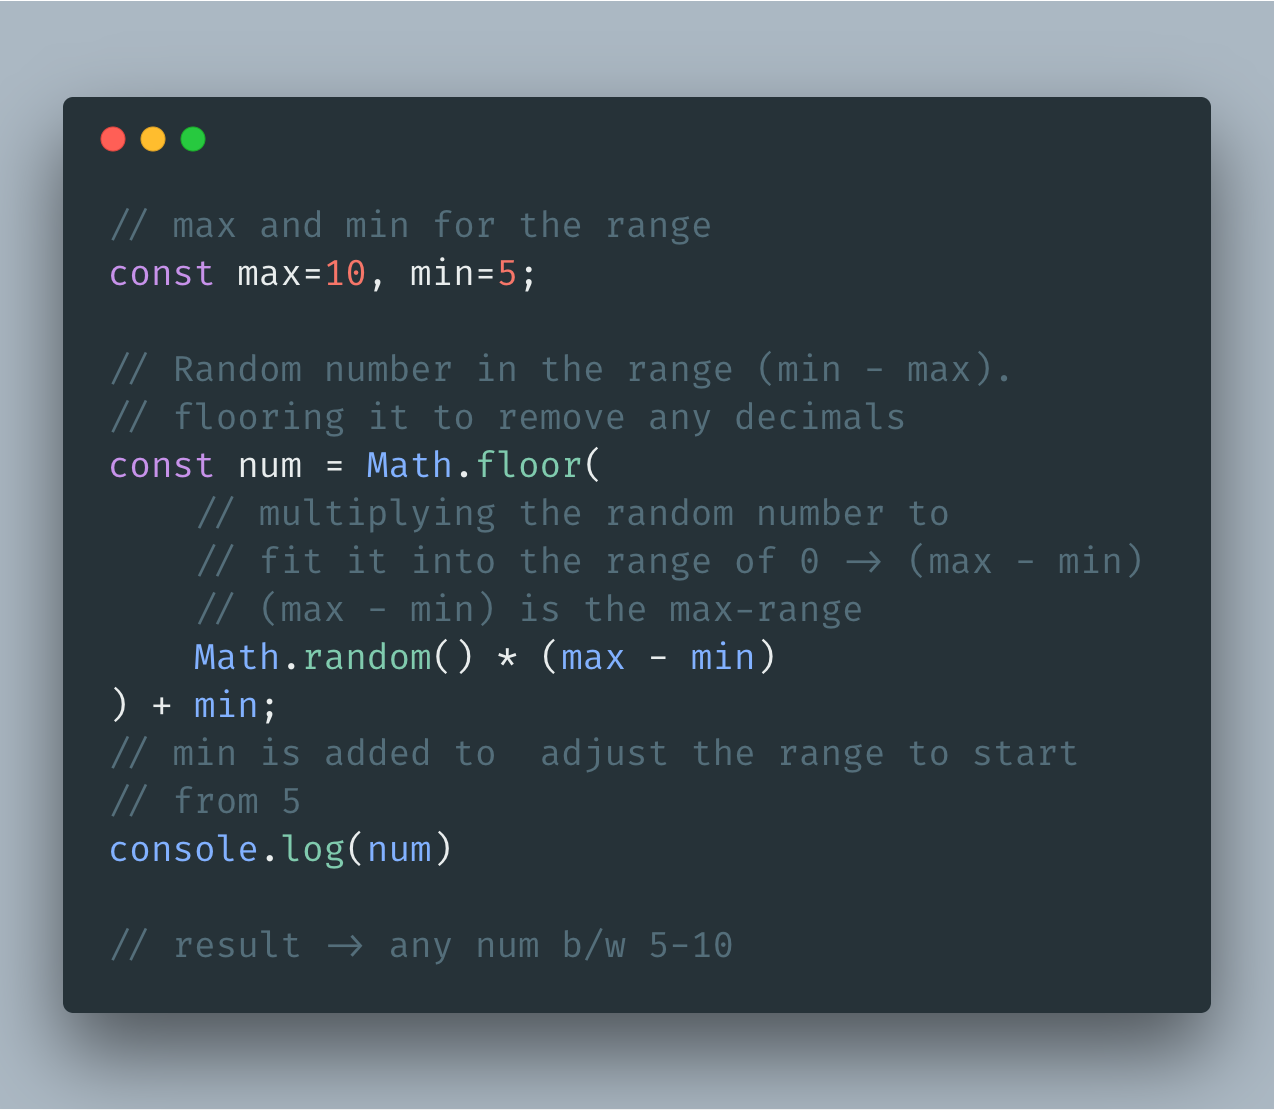 // max and min for the range
const max=10, min=5;
// Random number in the range (min - max).
// flooring it to remove any decimals
const num = Math.floor(
// multiplying the random number to
// fit it into the range of 0 -> (max - min)
// (max - min) is the max-range
Math.random() * (max - min)
) + min;
// min is added to  adjust the range to start
// from 5
console.log(num)
// result -> any num b/w 5-10